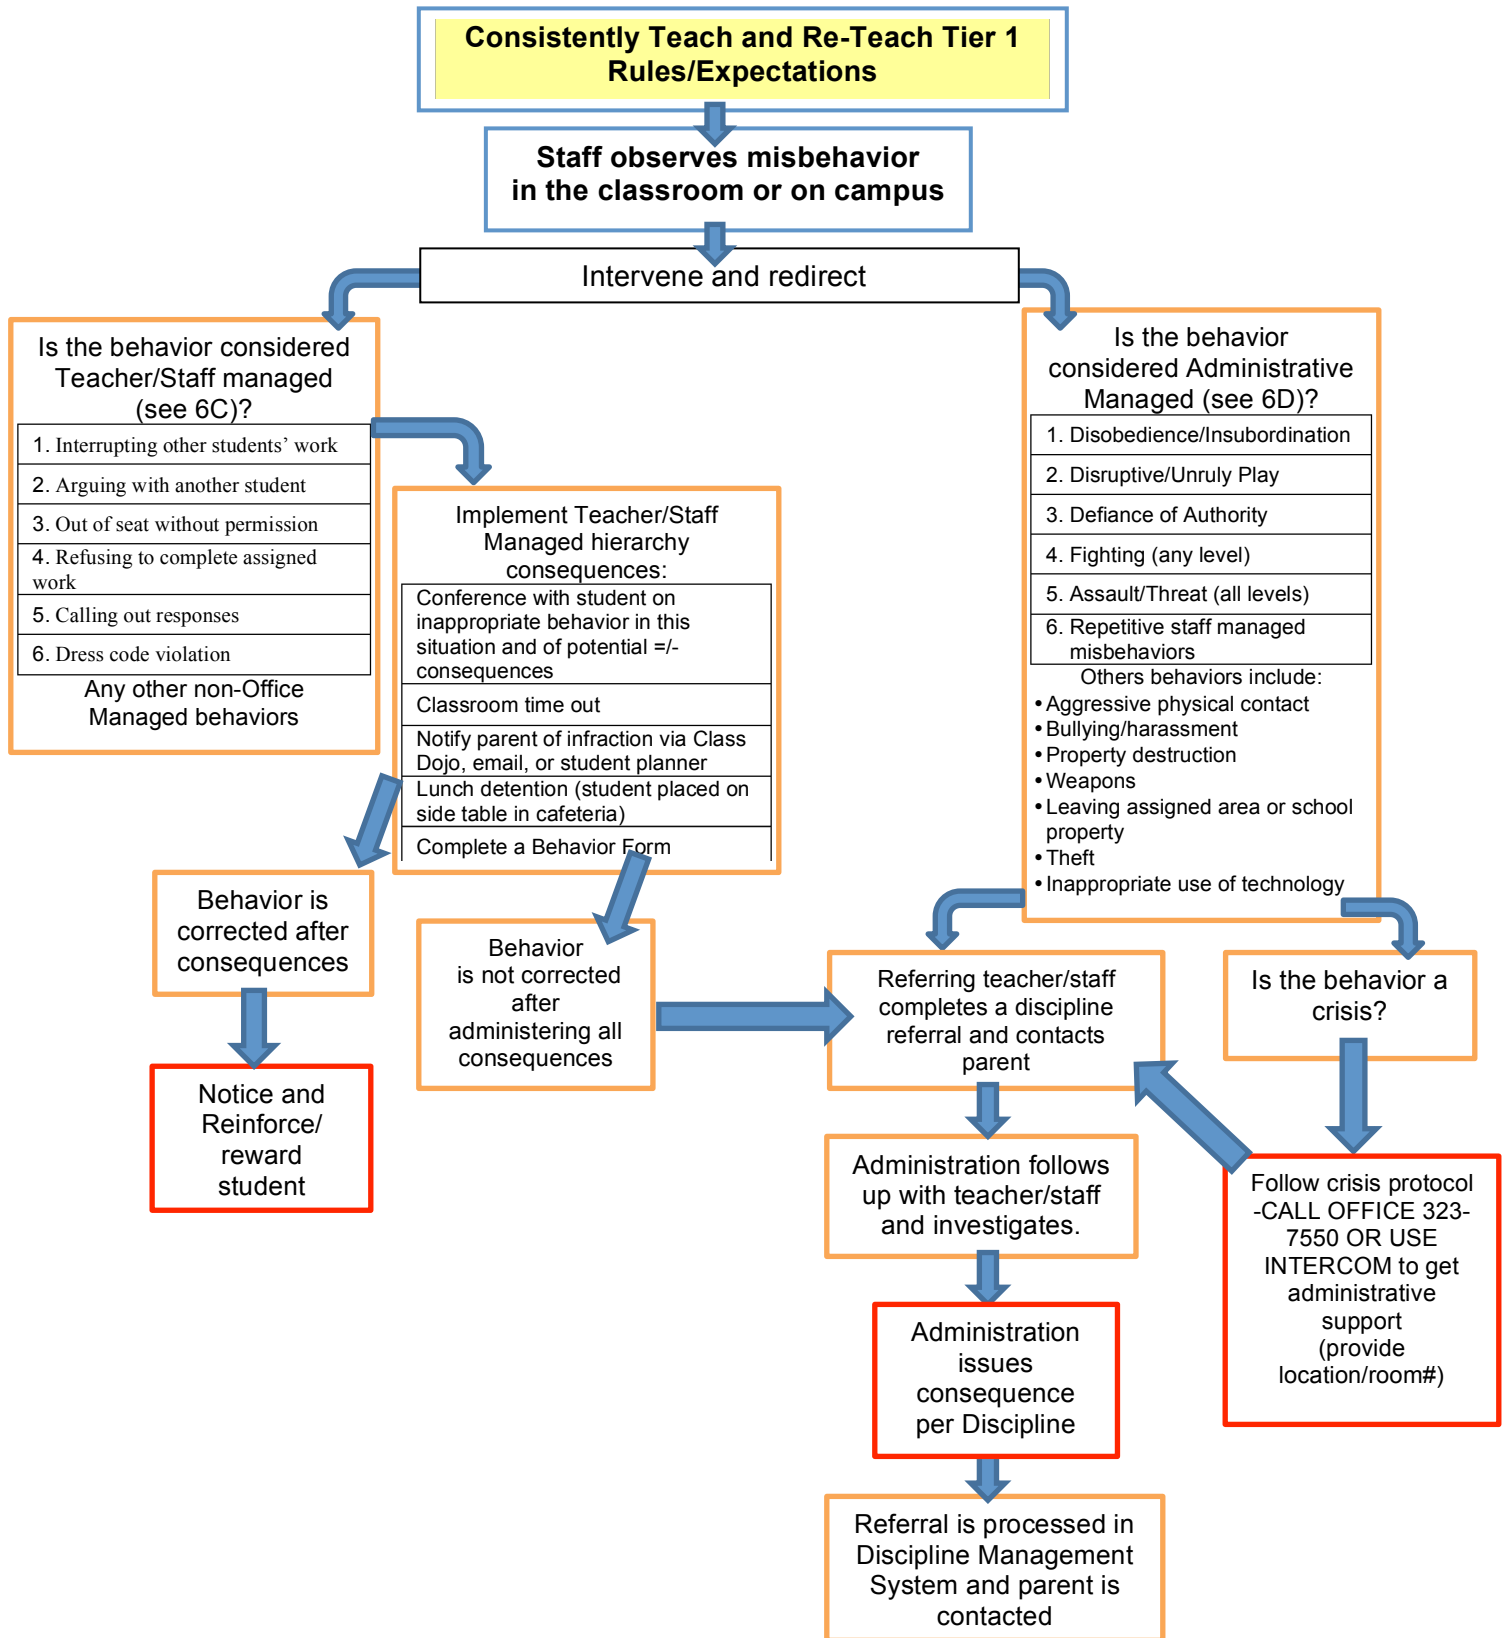 Consistently Teach and Re-Teach Tier 1
Rules/Expectations
Staff observes misbehavior
in the classroom or on campus
Intervene and redirect
Is the behavior considered
Teacher/Staff managed
(see 6C)?
1. Interrupting other students’ work
2. Arguing with another student
3. Out of seat without permission
4. Refusing to complete assigned
work
5. Calling out responses
6. Dress code violation
Any other non-Office
Managed behaviors
Implement Teacher/Staff
Managed hierarchy
consequences:
Conference with student on
inappropriate behavior in this
situation and of potential =/-
consequences
Classroom time out
Notify parent of infraction via Class
Dojo, email, or student planner
Lunch detention (student placed on
side table in cafeteria)
Complete a Behavior Form
Is the behavior
considered Administrative
Managed (see 6D)?
1. Disobedience/Insubordination
2. Disruptive/Unruly Play
3. Defiance of Authority
4. Fighting (any level)
5. Assault/Threat (all levels)
6. Repetitive staff managed
misbehaviors
Others behaviors include:
• Aggressive physical contact
• Bullying/harassment
• Property destruction
• Weapons
• Leaving assigned area or school
property
• Theft
• Inappropriate use of technology
Behavior is
corrected after
consequences
Notice and
Reinforce/
reward
student
Behavior
is not corrected
after
administering all
consequences
Referring teacher/staff
completes a discipline
referral and contacts
parent
Is the behavior a
crisis?
Administration follows
up with teacher/staff
and investigates.
Follow crisis protocol
-CALL OFFICE 323-
7550 OR USE
INTERCOM to get
administrative
support
(provide
location/room#)
Administration
issues
consequence
per Discipline
Referral is processed in
Discipline Management
System and parent is
contacted